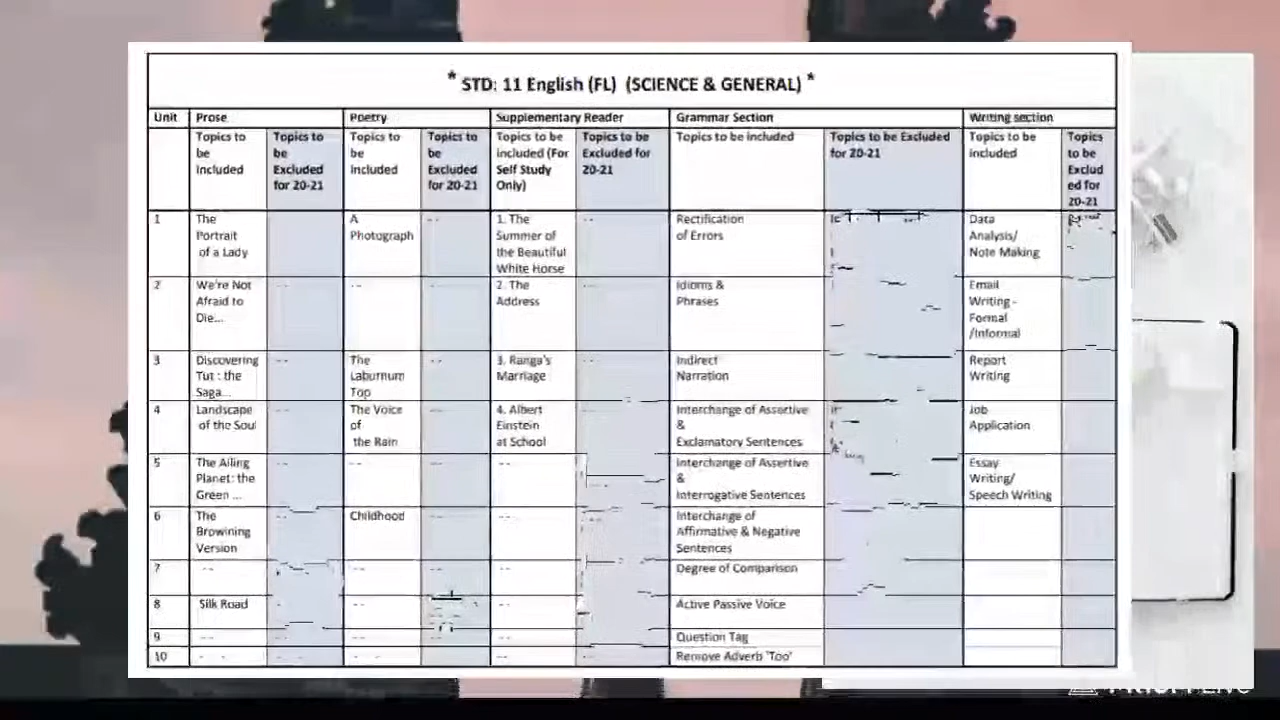 * STD: 11 English (FL) (SCIENCE & GENERAL) *
Unit Prose Poetry Supplementary Reader Grammar Section Writing section
Topics to be Included
Topics to be Excluded for 20-21
Topics to be Included
Topics to be Excluded for 20-21
Topics to be included (For Self Study Only)
Topics to be Excluded for 20-21
Topics to be included
Topics to be Excluded for 20-21
Topics to be included
Topics to be Exclud ed for 20-21
1 The Portrait of a Lady A Photograph -- 1. The Summer of the Beautiful White Horse -- Rectification of Errors Data Analysis/ Note Making
2 We're Not Afraid to Die... -- -- 2. The Address Idioms & Phrases Email Writing - Formal /Informal
3 Discovering Tut : the Saga... -- The Laburnum Top -- 3. Ranga's Marriage -- Indirect Narration Report Writing
4 Landscape of the Soul -- The Voice of the Rain -- 4. Albert Einstein at School -- Interchange of Assertive & Exclamatory Sentences Job Application
5 The Ailing Planet: the Green ... -- -- -- -- Interchange of Assertive & Interrogative Sentences Essay Writing/ Speech Writing
6 The Browining Version -- Childhood -- -- Interchange of Affirmative & Negative Sentences
7 -- -- -- -- Degree of Comparison
8 Silk Road -- -- -- Active Passive Voice
9 -- -- -- -- -- Question Tag
10 -- -- -- -- -- Remove Adverb 'Too'